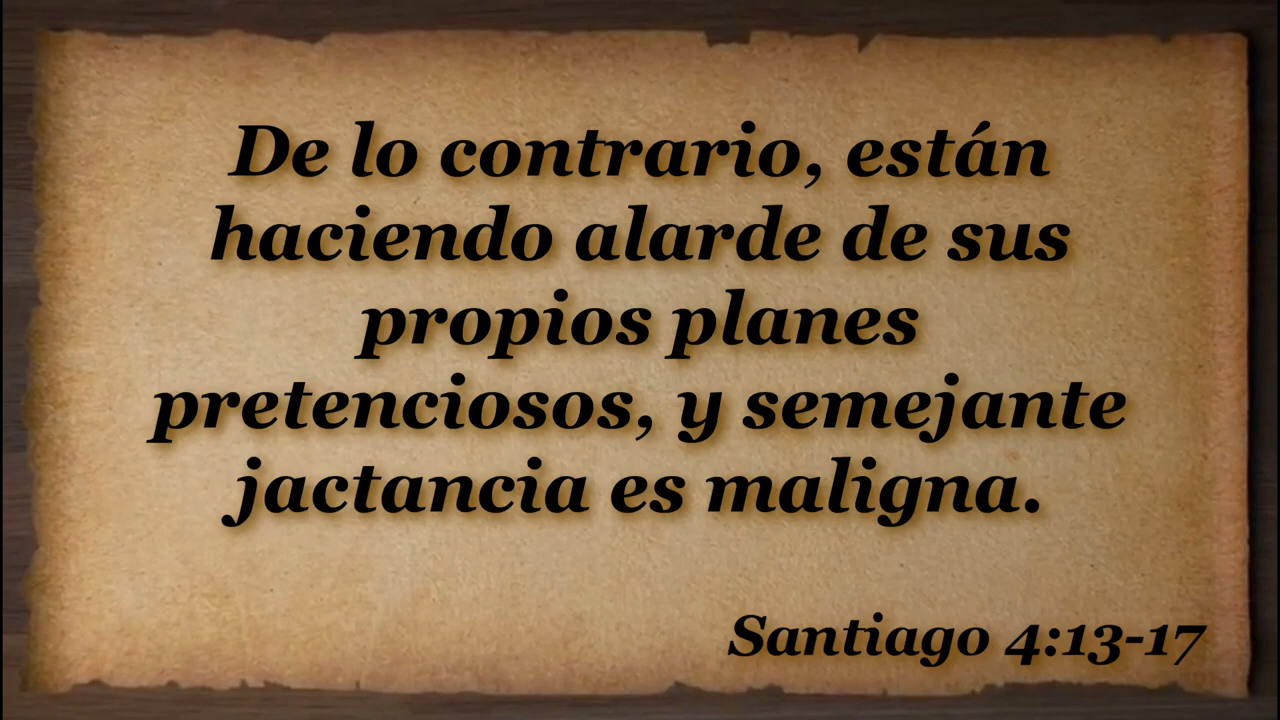 De lo contrario, están
haciendo alarde de sus
propios planes
pretenciosos, y semejante
jactancia es maligna.
Santiago 4:13-17